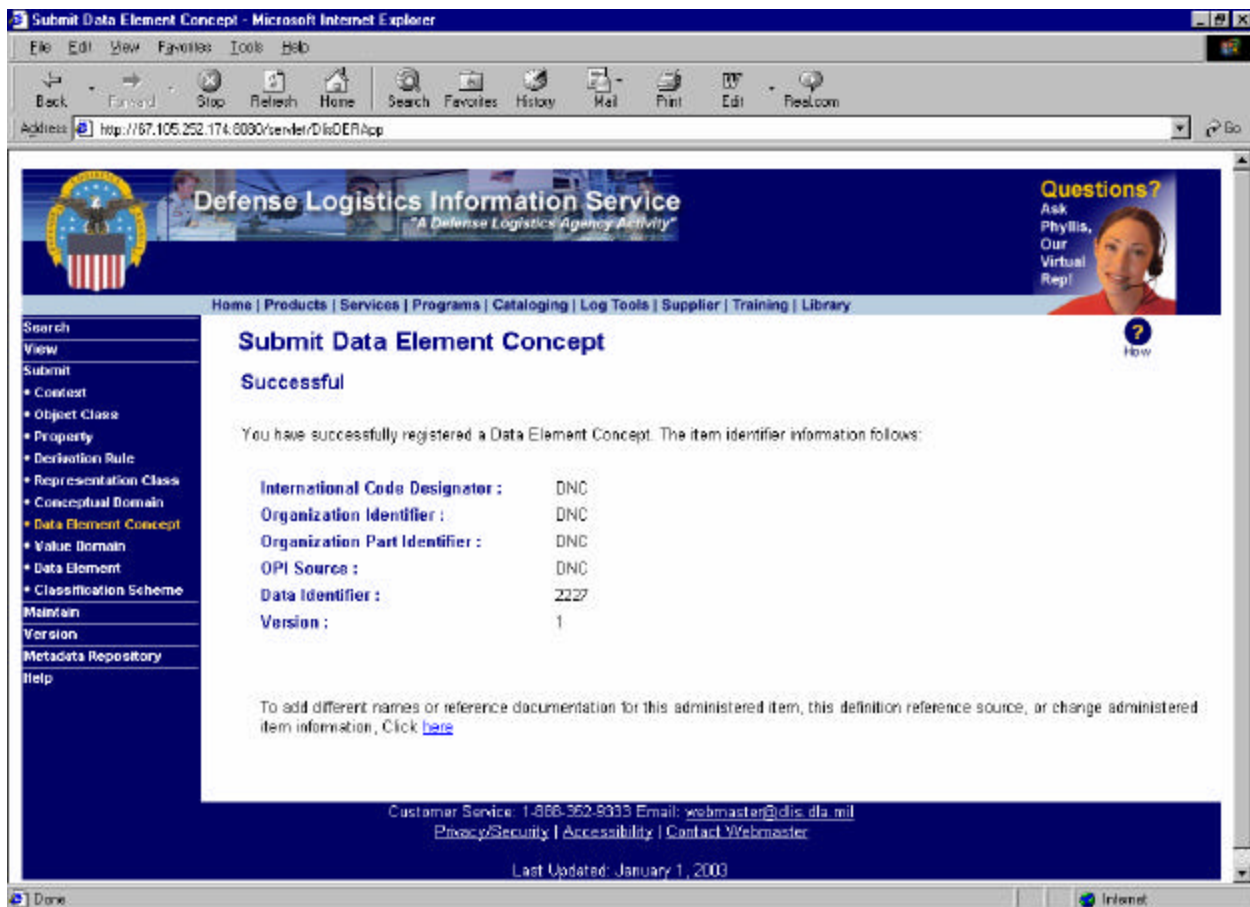 Submit Data Element Concept - Microsoft Internet Explorer
File Edit View Favorites Tools Help
Back Forward Stop Refresh Home Search Favorites History Mail Print Edit Real.com
Address http://67.105.252.174:8080/servlet/DlisDERApp Go
Defense Logistics Information Service
"A Defense Logistics Agency Activity"
Questions?
Ask
Phyllis,
Our
Virtual
Rep!
Home | Products | Services | Programs | Cataloging | Log Tools | Supplier | Training | Library
Search
View
Submit
• Context
• Object Class
• Property
• Derivation Rule
• Representation Class
• Conceptual Domain
• Data Element Concept
• Value Domain
• Data Element
• Classification Scheme
Maintain
Version
Metadata Repository
Help
Submit Data Element Concept
?
How
Successful
You have successfully registered a Data Element Concept. The item identifier information follows:
International Code Designator : DNC
Organization Identifier : DNC
Organization Part Identifier : DNC
OPI Source : DNC
Data Identifier : 2227
Version : 1
To add different names or reference documentation for this administered item, this definition reference source, or change administered
item information, Click here
Customer Service: 1-888-352-9333 Email: webmaster@dlis.dla.mil
Privacy/Security | Accessibility | Contact Webmaster
Last Updated: January 1, 2003
Done Internet